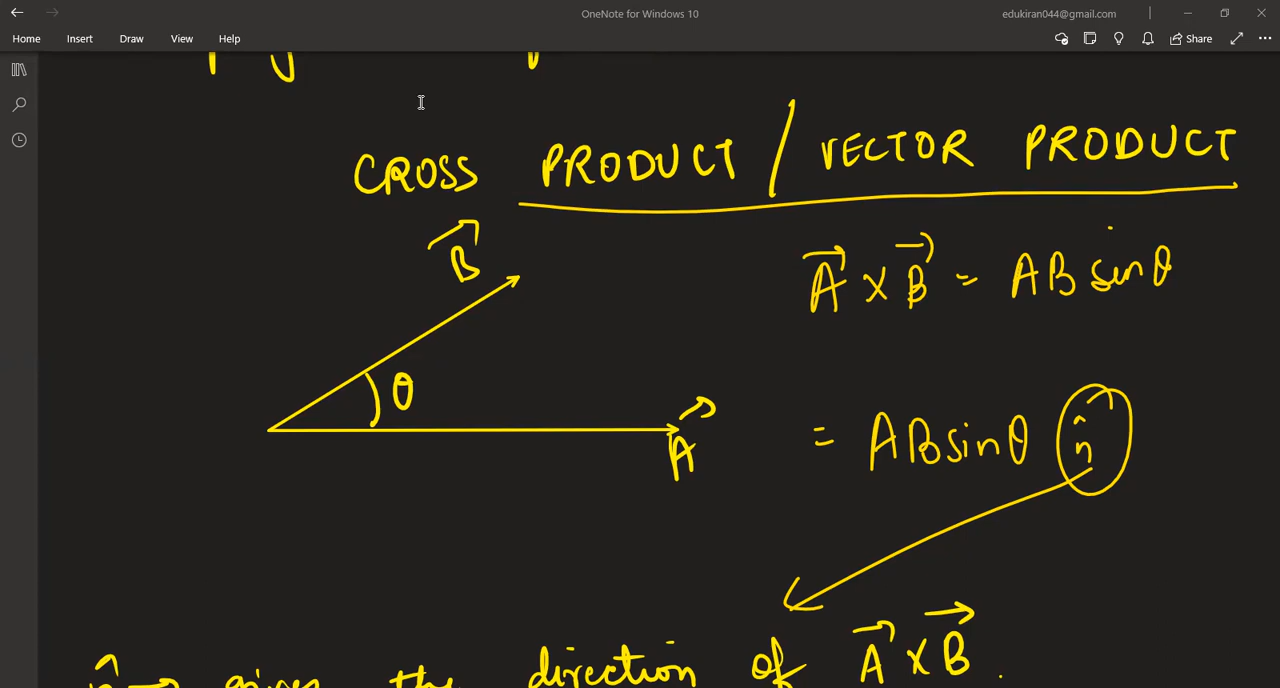 OneNote for Windows 10
edukiran044@gmail.com
Home Insert Draw View Help
Share
CROSS PRODUCT / VECTOR PRODUCT
B⃗
A⃗ × B⃗ = AB sinθ
θ
A⃗
= AB sinθ n̂
n̂ → gives the direction of A⃗ × B⃗.